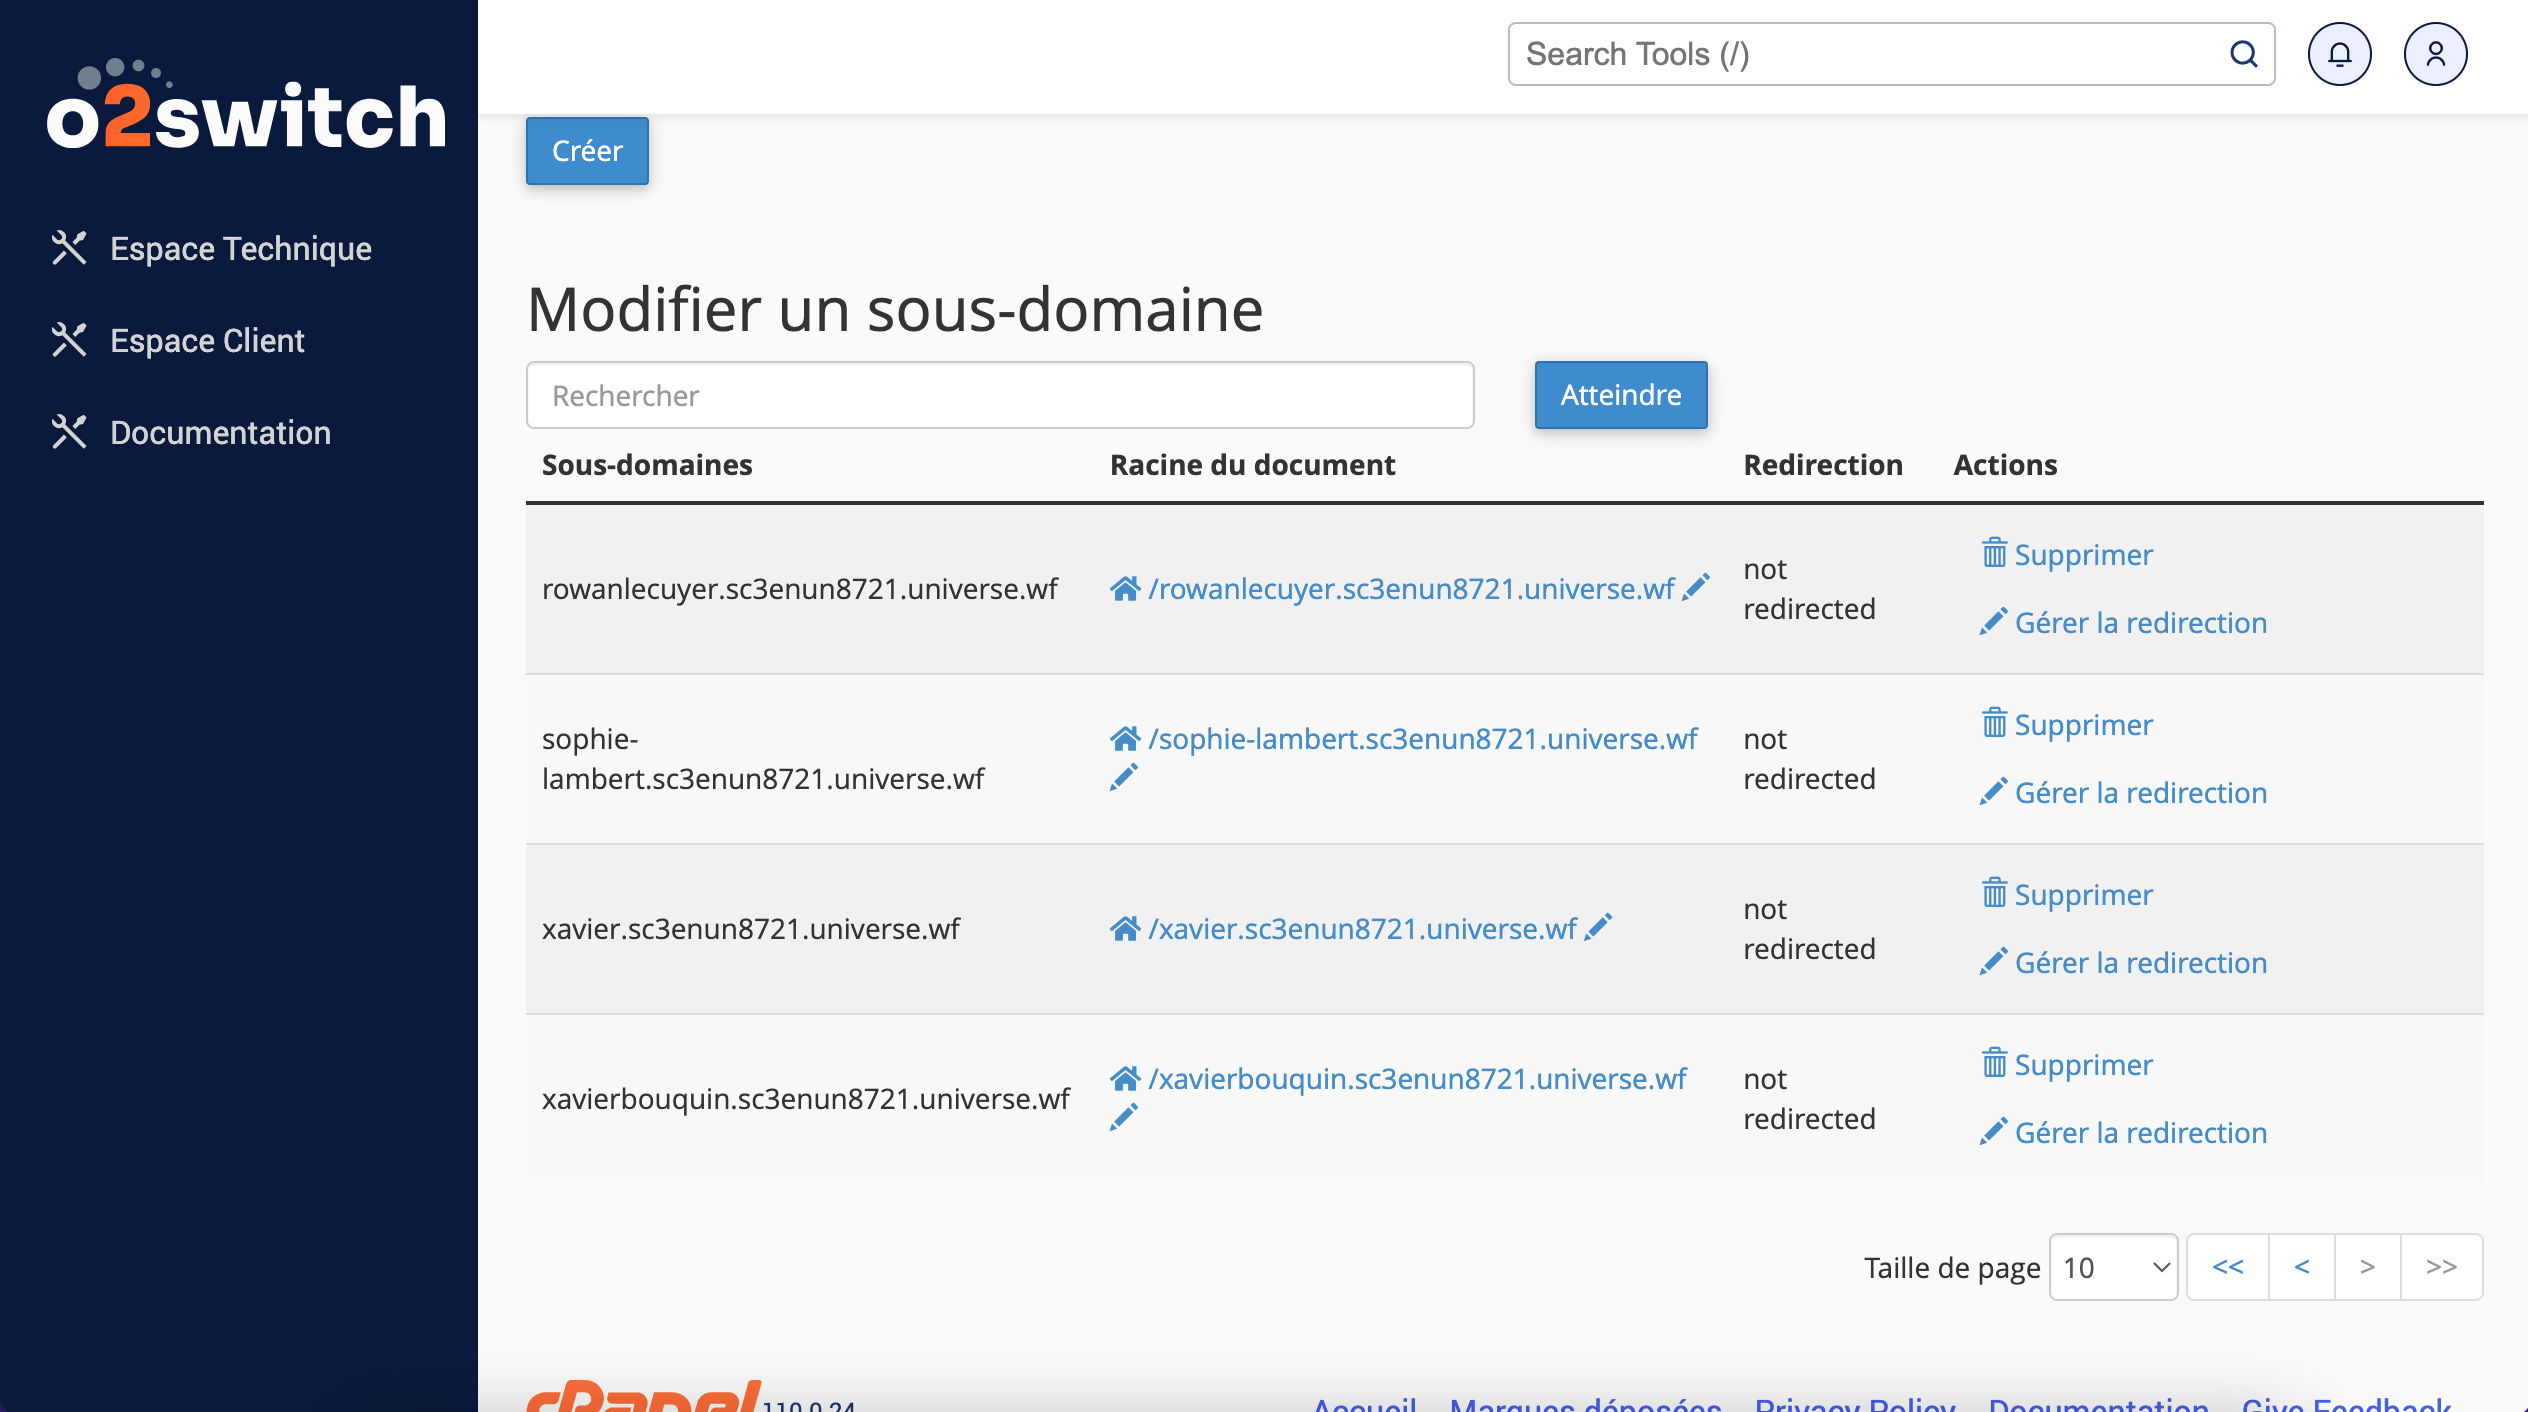 o2switch
Search Tools (/)
Espace Technique
Espace Client
Documentation
Créer
Modifier un sous-domaine
Rechercher
Atteindre
Sous-domaines Racine du document Redirection Actions
rowanlecuyer.sc3enun8721.universe.wf /rowanlecuyer.sc3enun8721.universe.wf not redirected Supprimer
Gérer la redirection
sophie-
lambert.sc3enun8721.universe.wf /sophie-lambert.sc3enun8721.universe.wf not redirected Supprimer
Gérer la redirection
xavier.sc3enun8721.universe.wf /xavier.sc3enun8721.universe.wf not redirected Supprimer
Gérer la redirection
xavierbouquin.sc3enun8721.universe.wf /xavierbouquin.sc3enun8721.universe.wf not redirected Supprimer
Gérer la redirection
Taille de page 10 << < > >>
cPanel 110.0.24 Accueil Marques déposées Privacy Policy Documentation Give Feedback